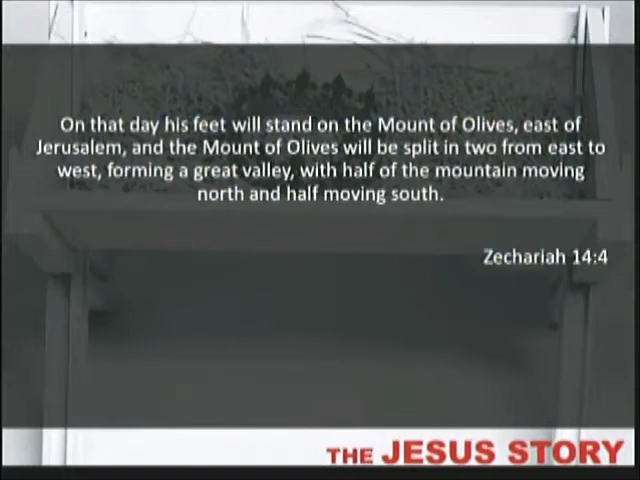 On that day his feet will stand on the Mount of Olives, east of
Jerusalem, and the Mount of Olives will be split in two from east to
west, forming a great valley, with half of the mountain moving
north and half moving south.
Zechariah 14:4
THE JESUS STORY